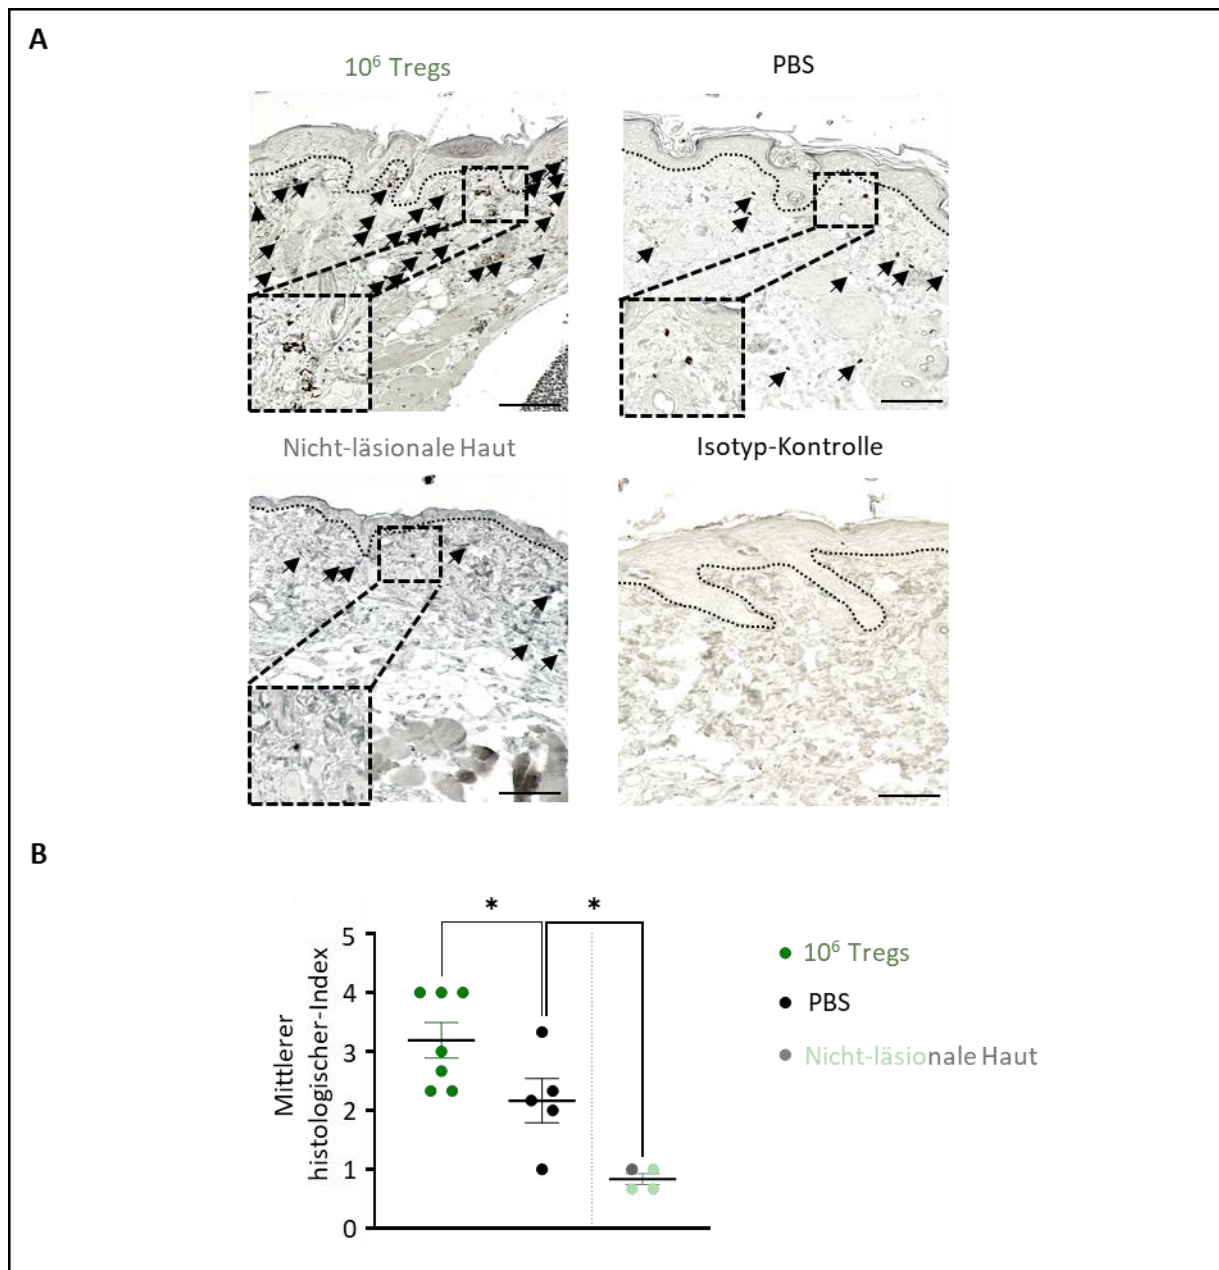 A
10⁶ Tregs
PBS
Nicht-läsionale Haut
Isotyp-Kontrolle
B
*
*
Mittlerer
histologischer-Index
5
4
3
2
1
0
10⁶ Tregs
PBS
Nicht-läsionale Haut